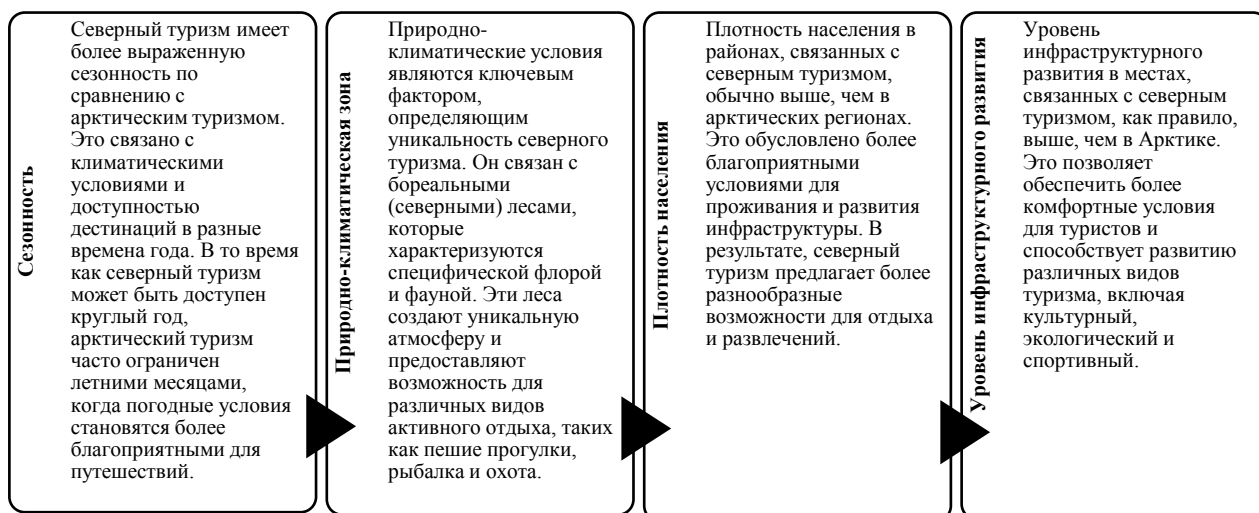 Сезонность
Северный туризм имеет
более выраженную
сезонность по
сравнению с
арктическим туризмом.
Это связано с
климатическими
условиями и
доступностью
дестинаций в разные
времена года. В то время
как северный туризм
может быть доступен
круглый год,
арктический туризм
часто ограничен
летними месяцами,
когда погодные условия
становятся более
благоприятными для
путешествий.
Природно-климатическая зона
Природно-
климатические условия
являются ключевым
фактором,
определяющим
уникальность северного
туризма. Он связан с
бореальными
(северными) лесами,
которые
характеризуются
специфической флорой
и фауной. Эти леса
создают уникальную
атмосферу и
предоставляют
возможность для
различных видов
активного отдыха, таких
как пешие прогулки,
рыбалка и охота.
Плотность населения
Плотность населения в
районах, связанных с
северным туризмом,
обычно выше, чем в
арктических регионах.
Это обусловлено более
благоприятными
условиями для
проживания и развития
инфраструктуры. В
результате, северный
туризм предлагает более
разнообразные
возможности для отдыха
и развлечений.
Уровень инфраструктурного развития
Уровень
инфраструктурного
развития в местах,
связанных с северным
туризмом, как правило,
выше, чем в Арктике.
Это позволяет
обеспечить более
комфортные условия
для туристов и
способствует развитию
различных видов
туризма, включая
культурный,
экологический и
спортивный.